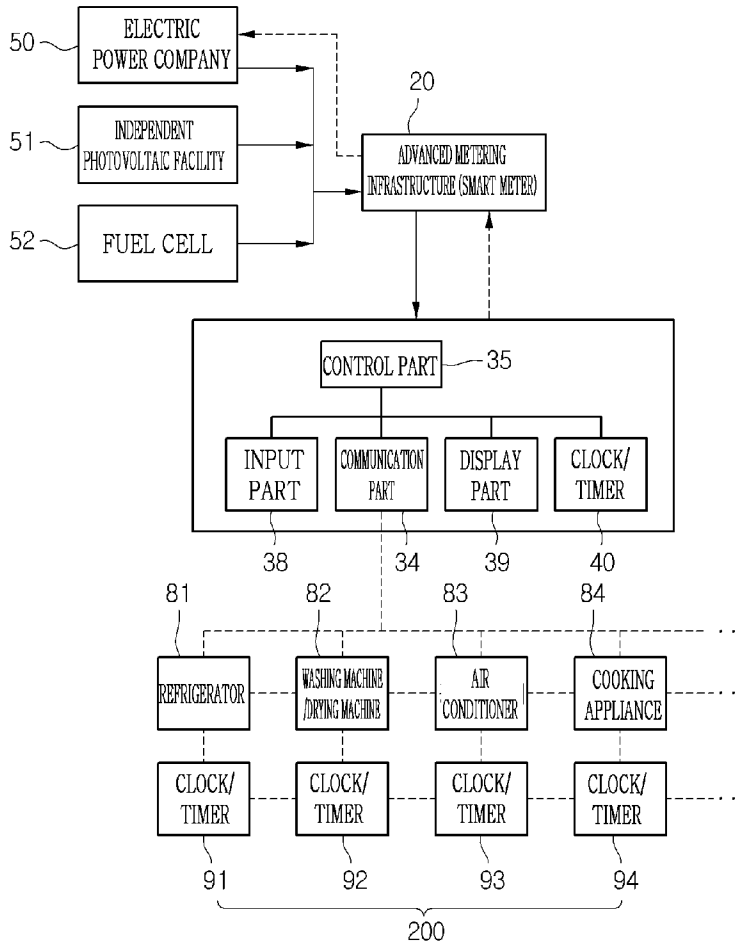 50
ELECTRIC
POWER COMPANY
20
51
INDEPENDENT
PHOTOVOLTAIC FACILITY
ADVANCED METERING
INFRASTRUCTURE (SMART METER)
52
FUEL CELL
CONTROL PART
35
INPUT
PART
COMMUNICATION
PART
DISPLAY
PART
CLOCK/
TIMER
38
34
39
40
81
82
83
84
REFRIGERATOR
WASHING MACHINE
/DRYING MACHINE
AIR
CONDITIONER
COOKING
APPLIANCE
CLOCK/
TIMER
CLOCK/
TIMER
CLOCK/
TIMER
CLOCK/
TIMER
91
92
93
94
200